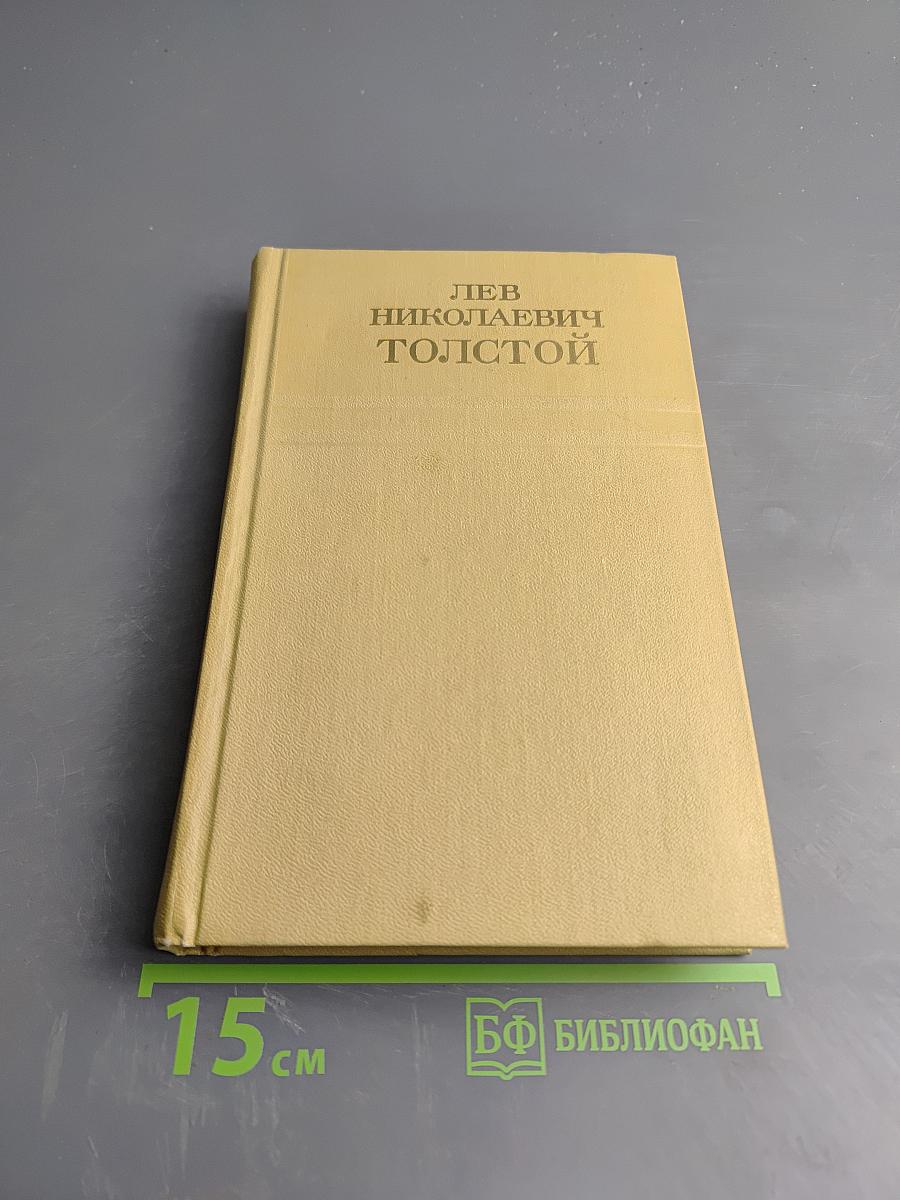 ЛЕВ
НИКОЛАЕВИЧ
ТОЛСТОЙ
15 см
БФ БИБЛИОФАН